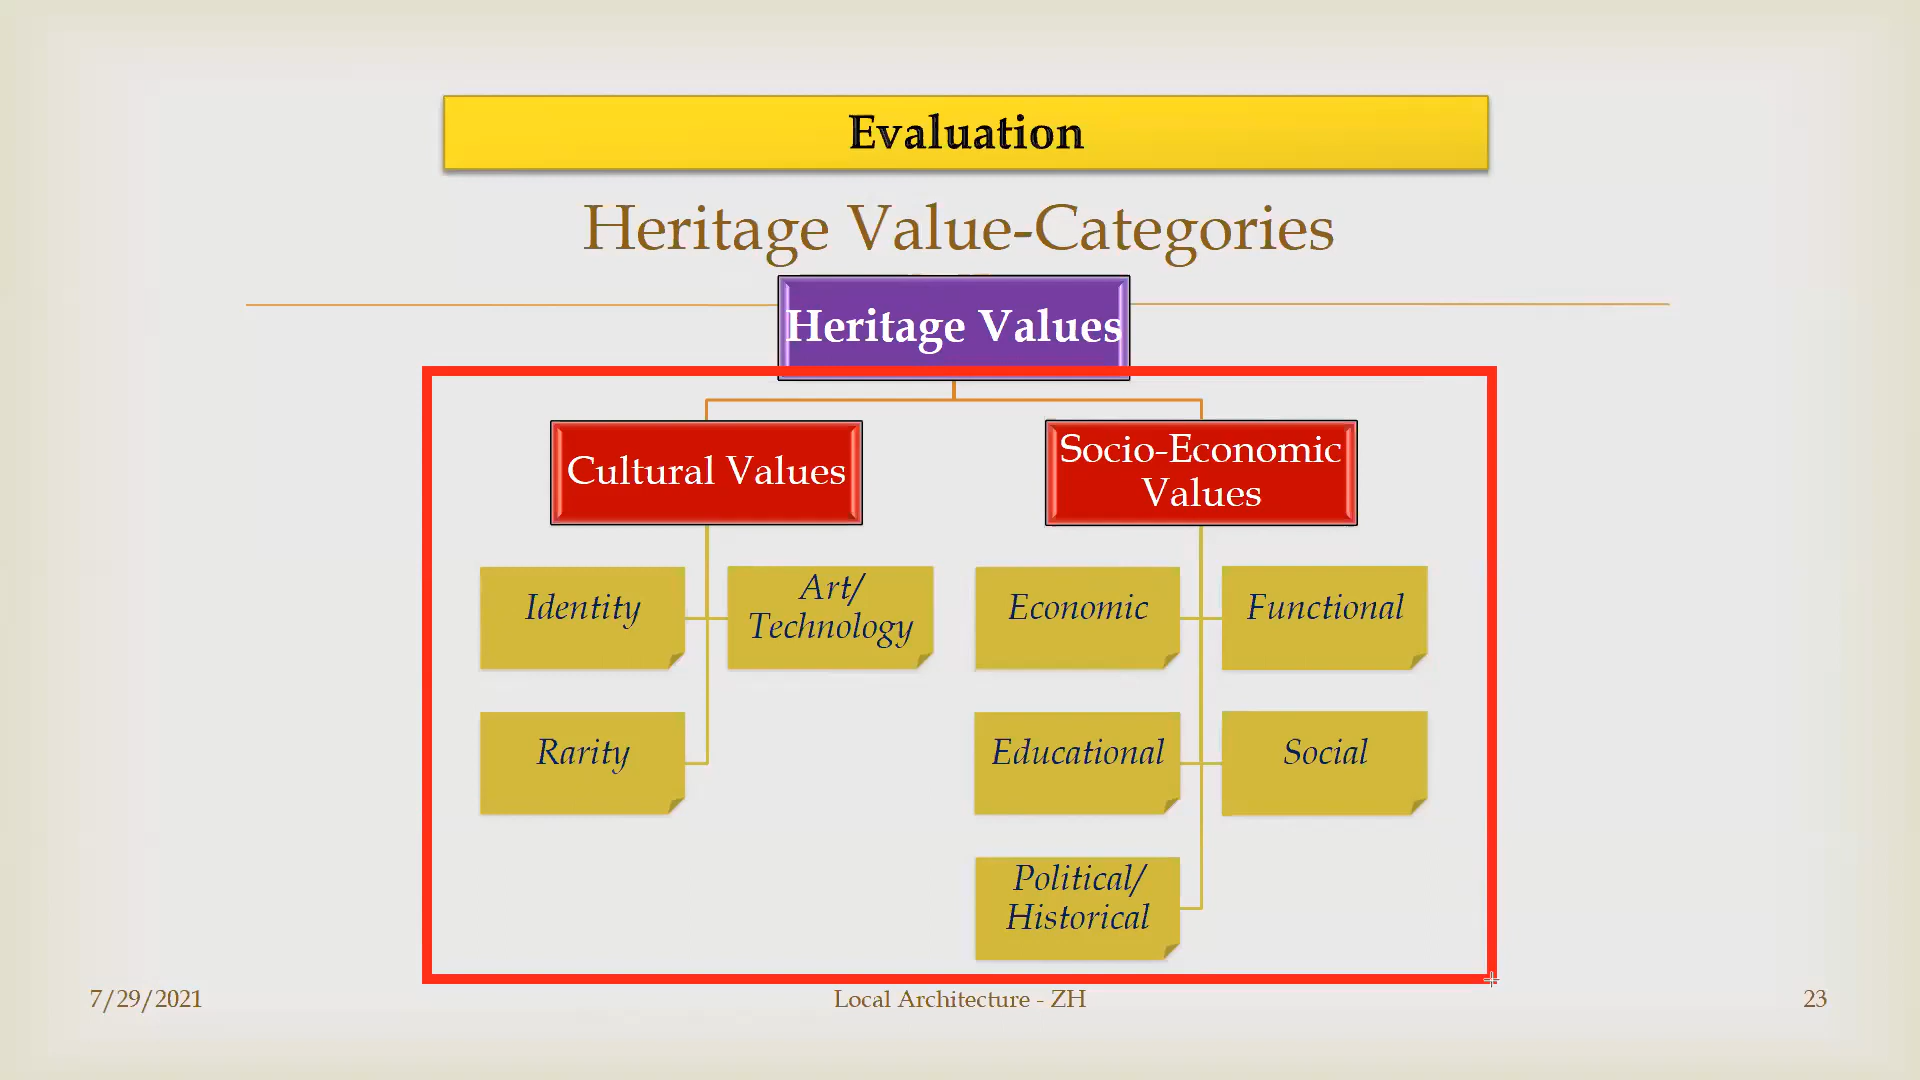 Evaluation
Heritage Value-Categories
Heritage Values
Cultural Values
Socio-Economic
Values
Identity
Art/
Technology
Economic
Functional
Rarity
Educational
Social
Political/
Historical
7/29/2021
Local Architecture - ZH
23